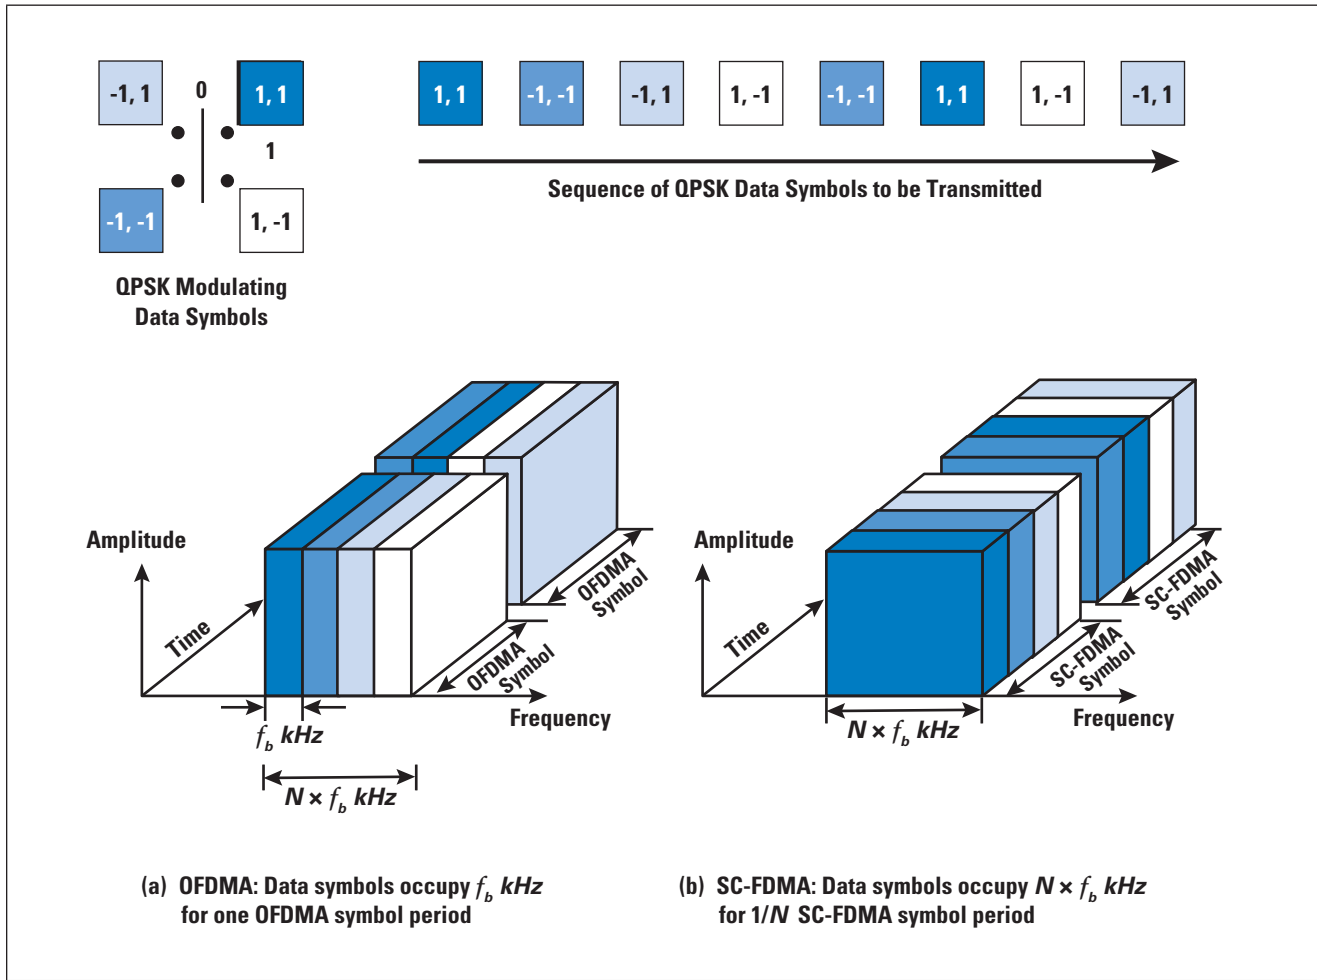 -1, 1
0
1, 1
1
-1, -1
1, -1
QPSK Modulating
Data Symbols
1, 1
-1, -1
-1, 1
1, -1
-1, -1
1, 1
1, -1
-1, 1
Sequence of QPSK Data Symbols to be Transmitted
Amplitude
Time
OFDMA
Symbol
OFDMA
Symbol
Frequency
f_b kHz
N × f_b kHz
(a) OFDMA: Data symbols occupy f_b kHz
for one OFDMA symbol period
Amplitude
Time
SC-FDMA
Symbol
SC-FDMA
Symbol
Frequency
N × f_b kHz
(b) SC-FDMA: Data symbols occupy N × f_b kHz
for 1/N SC-FDMA symbol period